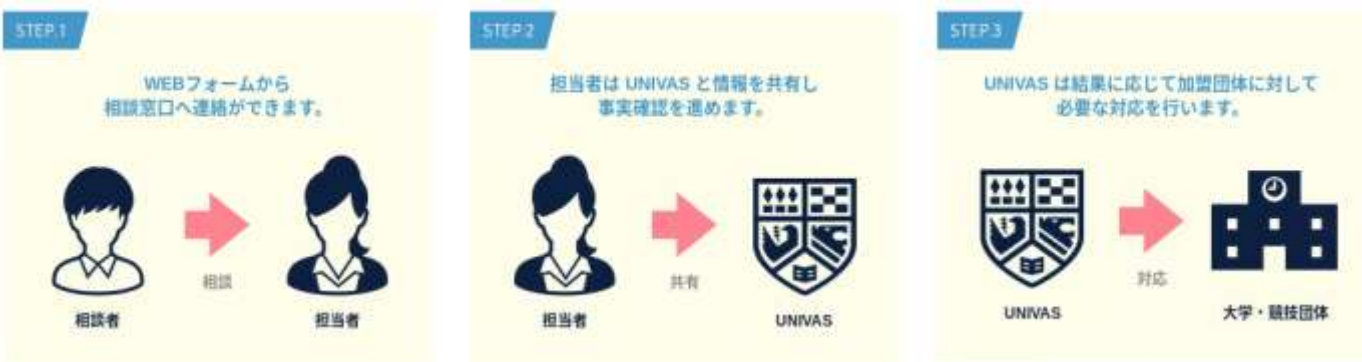 STEP.1
WEBフォームから
相談窓口へ連絡ができます。
相談
相談者
担当者
STEP.2
担当者は UNIVAS と情報を共有し
事実確認を進めます。
共有
担当者
UNIVAS
STEP.3
UNIVAS は結果に応じて加盟団体に対して
必要な対応を行います。
対応
UNIVAS
大学・競技団体